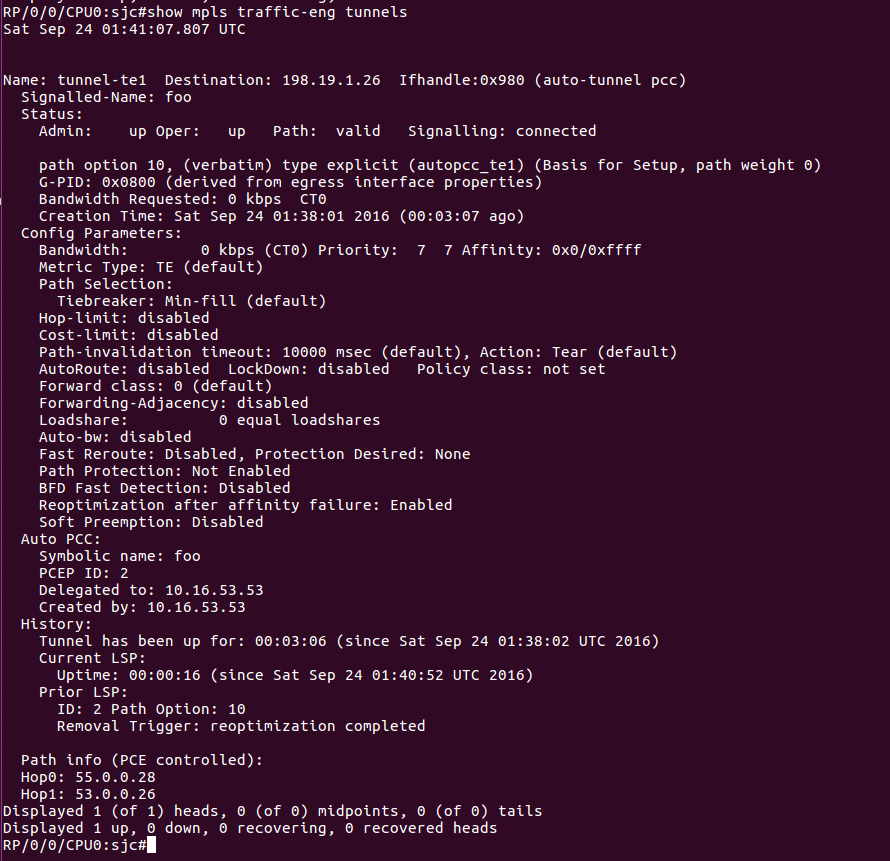 RP/0/0/CPU0:sjc#show mpls traffic-eng tunnels
Sat Sep 24 01:41:07.807 UTC
Name: tunnel-te1  Destination: 198.19.1.26  Ifhandle:0x980 (auto-tunnel pcc)
Signalled-Name: foo
Status:
Admin:    up Oper:   up   Path:  valid   Signalling: connected
path option 10, (verbatim) type explicit (autopcc_te1) (Basis for Setup, path weight 0)
G-PID: 0x0800 (derived from egress interface properties)
Bandwidth Requested: 0 kbps  CT0
Creation Time: Sat Sep 24 01:38:01 2016 (00:03:07 ago)
Config Parameters:
Bandwidth:        0 kbps (CT0) Priority:  7  7 Affinity: 0x0/0xffff
Metric Type: TE (default)
Path Selection:
Tiebreaker: Min-fill (default)
Hop-limit: disabled
Cost-limit: disabled
Path-invalidation timeout: 10000 msec (default), Action: Tear (default)
AutoRoute: disabled  LockDown: disabled   Policy class: not set
Forward class: 0 (default)
Forwarding-Adjacency: disabled
Loadshare:          0 equal loadshares
Auto-bw: disabled
Fast Reroute: Disabled, Protection Desired: None
Path Protection: Not Enabled
BFD Fast Detection: Disabled
Reoptimization after affinity failure: Enabled
Soft Preemption: Disabled
Auto PCC:
Symbolic name: foo
PCEP ID: 2
Delegated to: 10.16.53.53
Created by: 10.16.53.53
History:
Tunnel has been up for: 00:03:06 (since Sat Sep 24 01:38:02 UTC 2016)
Current LSP:
Uptime: 00:00:16 (since Sat Sep 24 01:40:52 UTC 2016)
Prior LSP:
ID: 2 Path Option: 10
Removal Trigger: reoptimization completed
Path info (PCE controlled):
Hop0: 55.0.0.28
Hop1: 53.0.0.26
Displayed 1 (of 1) heads, 0 (of 0) midpoints, 0 (of 0) tails
Displayed 1 up, 0 down, 0 recovering, 0 recovered heads
RP/0/0/CPU0:sjc#